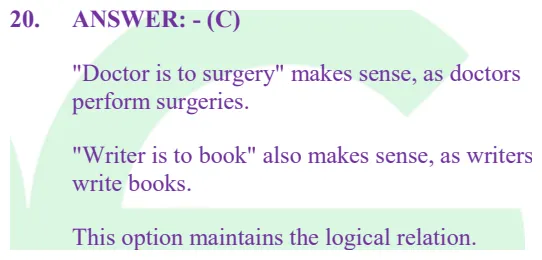 20. ANSWER: - (C)
"Doctor is to surgery" makes sense, as doctors
perform surgeries.
"Writer is to book" also makes sense, as writers
write books.
This option maintains the logical relation.